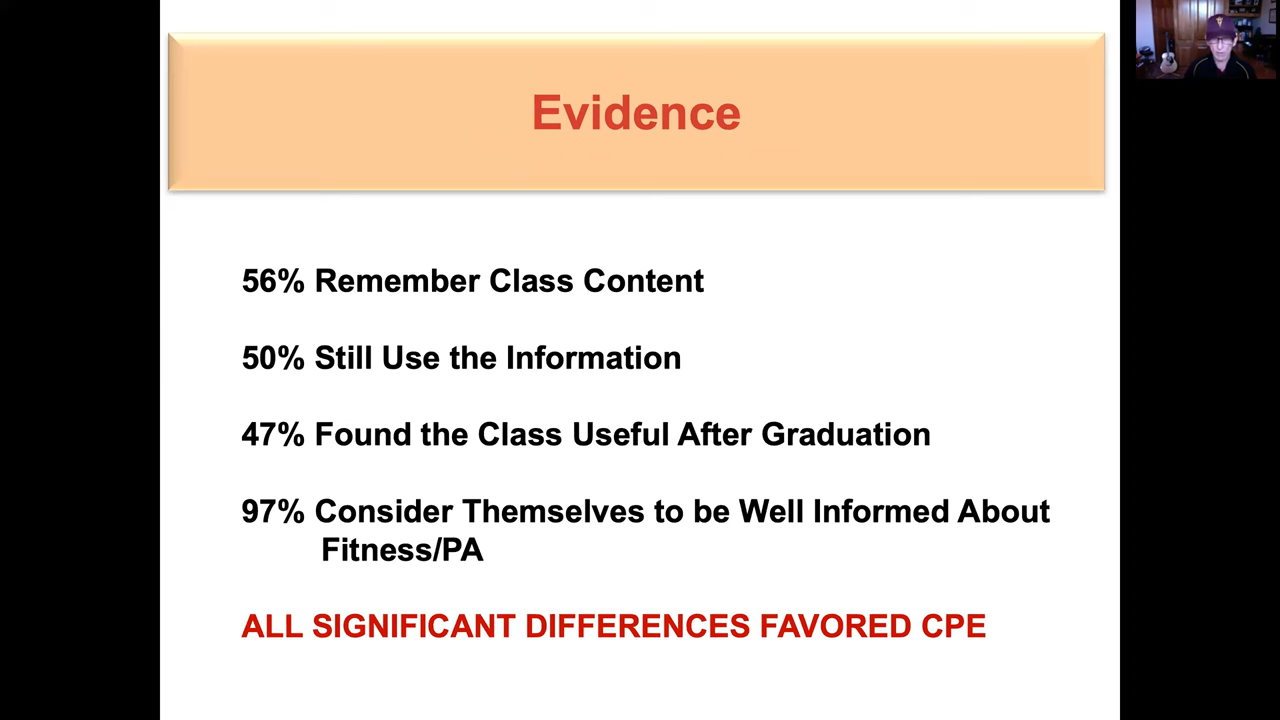 Evidence
56% Remember Class Content
50% Still Use the Information
47% Found the Class Useful After Graduation
97% Consider Themselves to be Well Informed About
Fitness/PA
ALL SIGNIFICANT DIFFERENCES FAVORED CPE